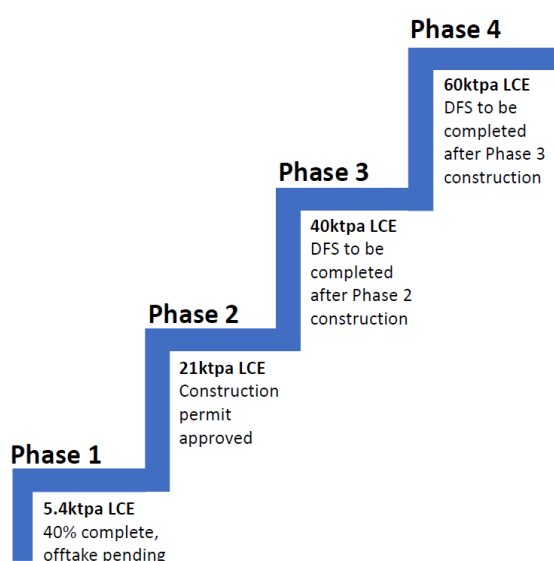 Phase 4
60ktpa LCE
DFS to be
completed
after Phase 3
construction
Phase 3
40ktpa LCE
DFS to be
completed
after Phase 2
construction
Phase 2
21ktpa LCE
Construction
permit
approved
Phase 1
5.4ktpa LCE
40% complete,
offtake pending